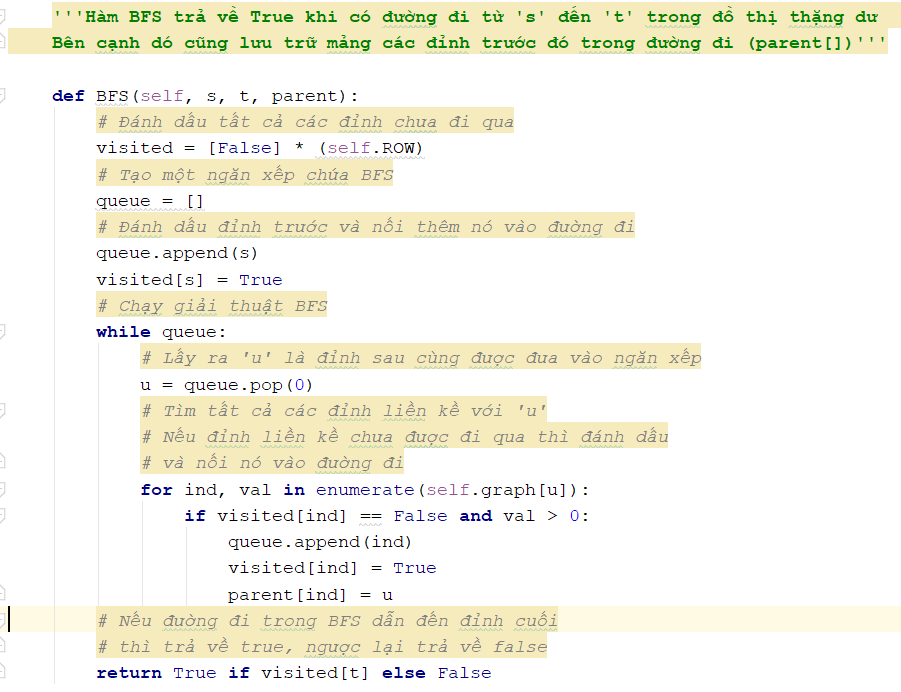 '''Hàm BFS trả về True khi có đường đi từ 's' đến 't' trong đồ thị thặng dư
Bên cạnh dó cũng lưu trữ mảng các đỉnh trước đó trong đường đi (parent[])'''
def BFS(self, s, t, parent):
# Đánh dấu tất cả các đỉnh chưa đi qua
visited = [False] * (self.ROW)
# Tạo một ngăn xếp chứa BFS
queue = []
# Đánh dấu đỉnh trước và nối thêm nó vào đường đi
queue.append(s)
visited[s] = True
# Chạy giải thuật BFS
while queue:
# Lấy ra 'u' là đỉnh sau cùng được đưa vào ngăn xếp
u = queue.pop(0)
# Tìm tất cả các đỉnh liền kề với 'u'
# Nếu đỉnh liền kề chưa được đi qua thì đánh dấu
# và nối nó vào đường đi
for ind, val in enumerate(self.graph[u]):
if visited[ind] == False and val > 0:
queue.append(ind)
visited[ind] = True
parent[ind] = u
# Nếu đường đi trong BFS dẫn đến đỉnh cuối
# thì trả về true, ngược lại trả về false
return True if visited[t] else False